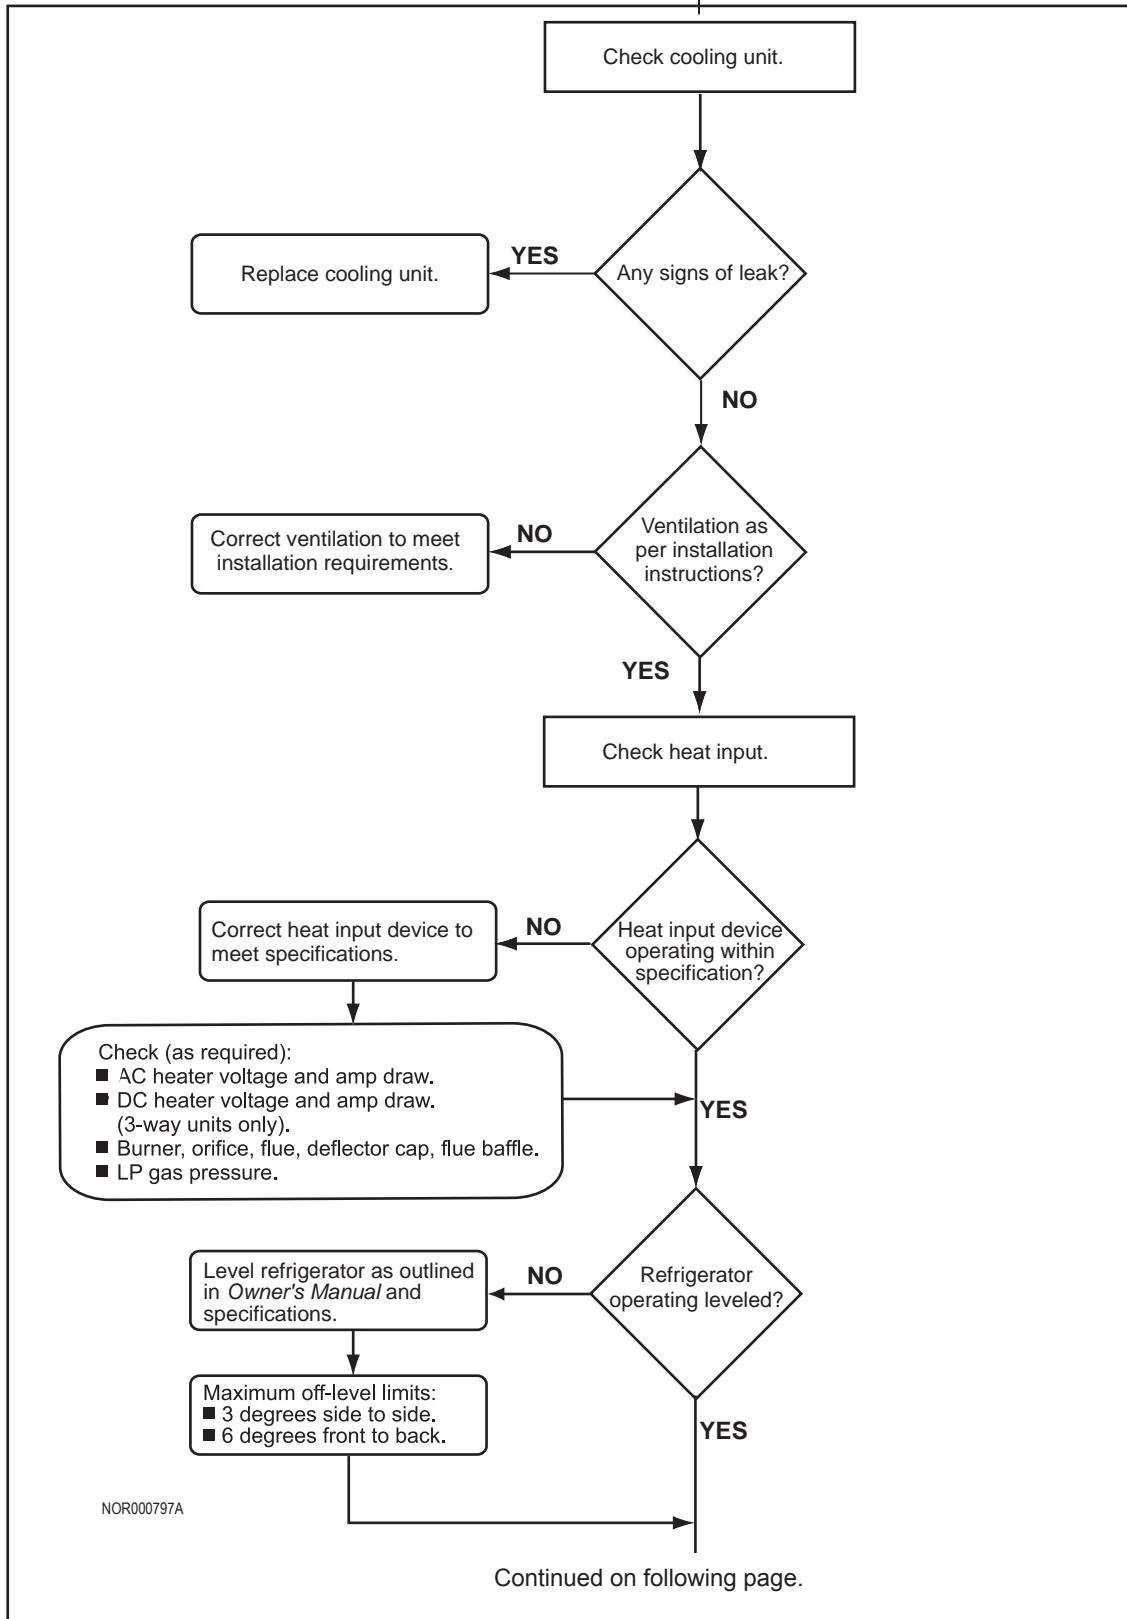 Check cooling unit.
Any signs of leak?
YES
Replace cooling unit.
NO
Ventilation as
per installation
instructions?
NO
Correct ventilation to meet
installation requirements.
YES
Check heat input.
Heat input device
operating within
specification?
NO
Correct heat input device to
meet specifications.
Check (as required):
■ AC heater voltage and amp draw.
■ DC heater voltage and amp draw.
(3-way units only).
■ Burner, orifice, flue, deflector cap, flue baffle.
■ LP gas pressure.
YES
Refrigerator
operating leveled?
NO
Level refrigerator as outlined
in Owner's Manual and
specifications.
Maximum off-level limits:
■ 3 degrees side to side.
■ 6 degrees front to back.
YES
NOR000797A
Continued on following page.